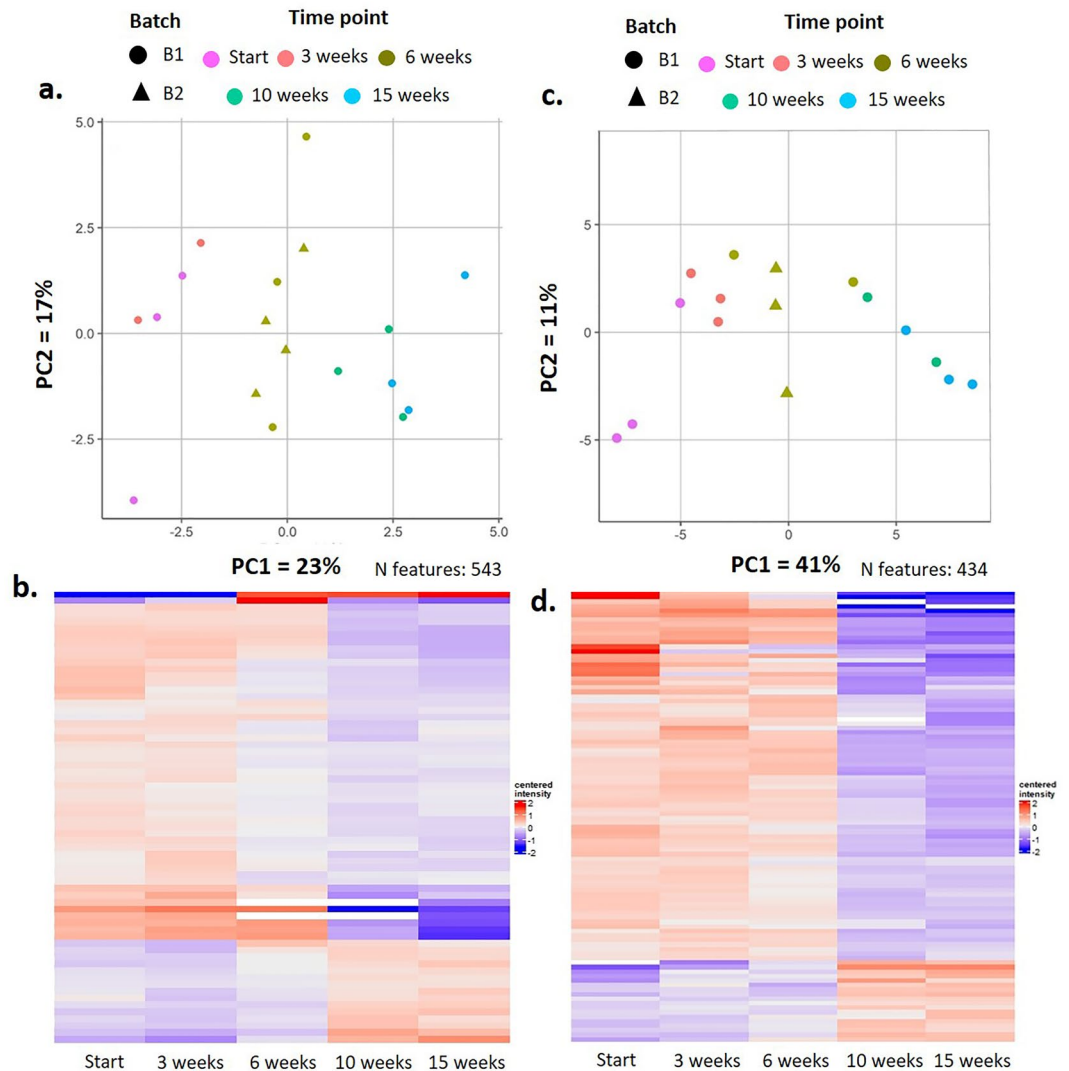 Batch
Time point
B1
Start
3 weeks
6 weeks
a.
B2
10 weeks
15 weeks
5.0
2.5
0.0
-2.5
PC2 = 17%
-2.5
0.0
2.5
5.0
PC1 = 23%
N features: 543
Batch
Time point
B1
Start
3 weeks
6 weeks
c.
B2
10 weeks
15 weeks
5
0
-5
PC2 = 11%
-5
0
5
PC1 = 41%
N features: 434
b.
centered
intensity
2
1
0
-1
-2
Start
3 weeks
6 weeks
10 weeks
15 weeks
d.
centered
intensity
2
1
0
-1
-2
Start
3 weeks
6 weeks
10 weeks
15 weeks